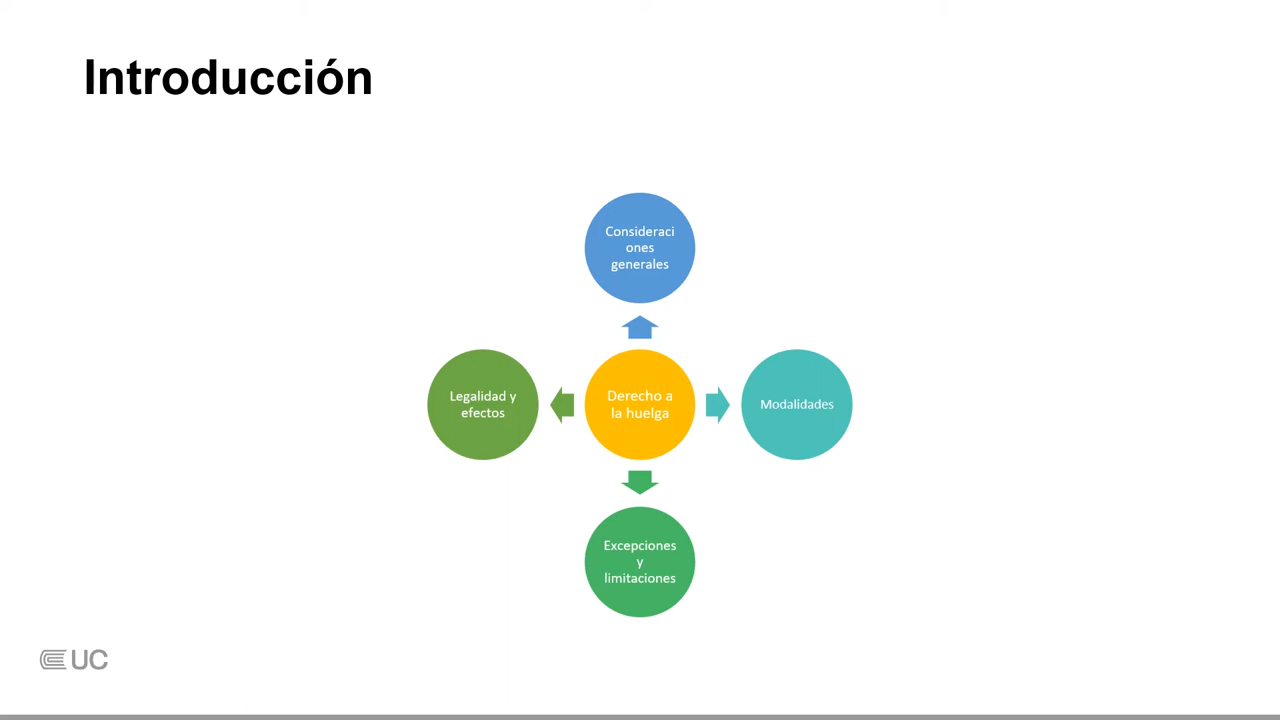 Introducción
Consideraci
ones
generales
Legalidad y
efectos
Derecho a
la huelga
Modalidades
Excepciones
y
limitaciones
UC